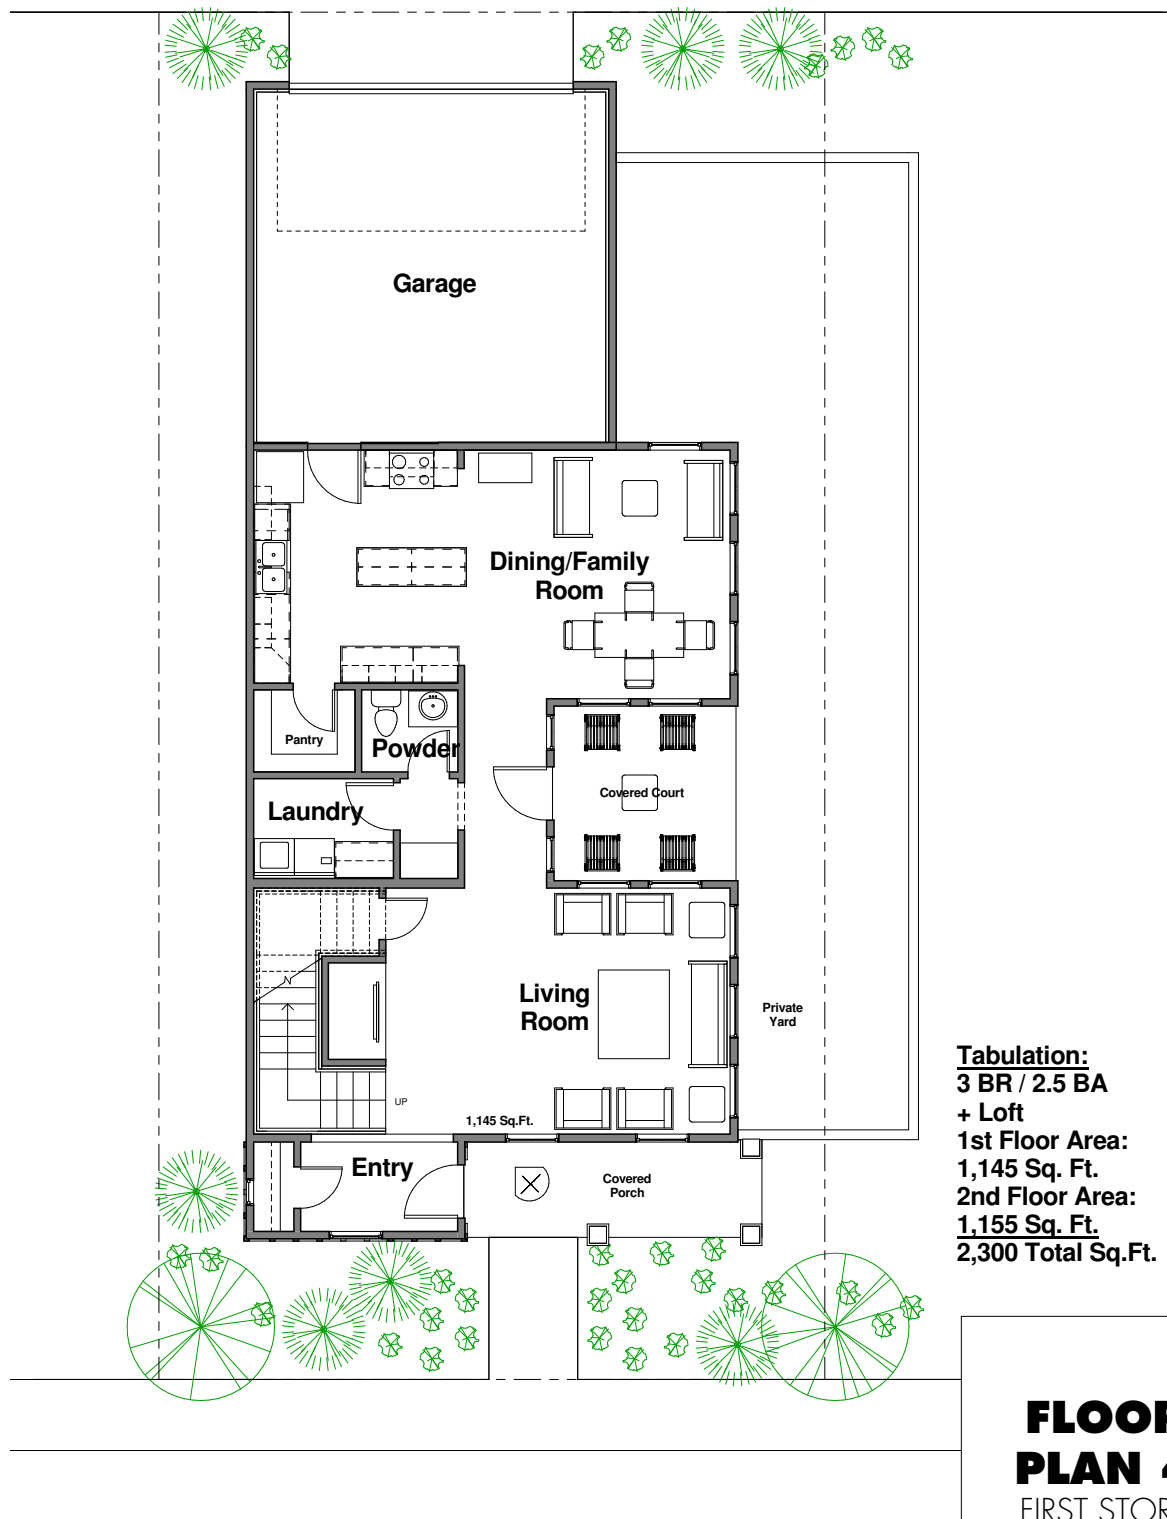 Garage
Dining/Family
Room
Pantry
Powder
Covered Court
Laundry
Living
Room
Private
Yard
UP
1,145 Sq.Ft.
Entry
Covered
Porch
Tabulation:
3 BR / 2.5 BA
+ Loft
1st Floor Area:
1,145 Sq. Ft.
2nd Floor Area:
1,155 Sq. Ft.
2,300 Total Sq.Ft.
FLOOR
PLAN 4
FIRST STOR